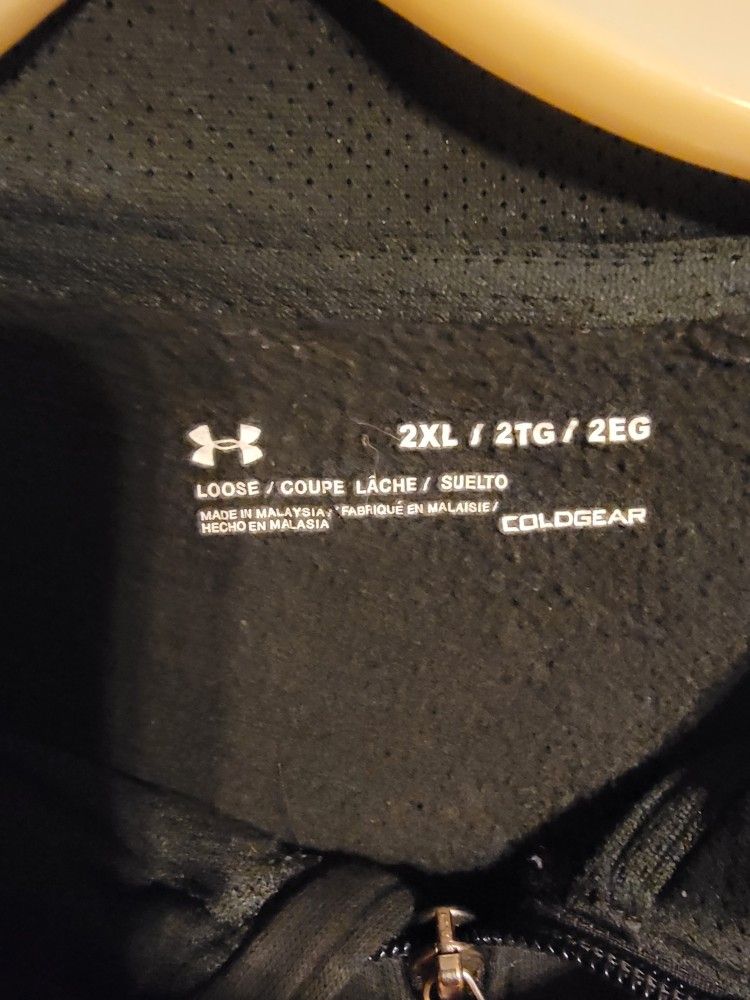 2XL / 2TG / 2EG
LOOSE / COUPE LÂCHE / SUELTO
MADE IN MALAYSIA / FABRIQUÉ EN MALAISIE /
HECHO EN MALASIA
COLDGEAR